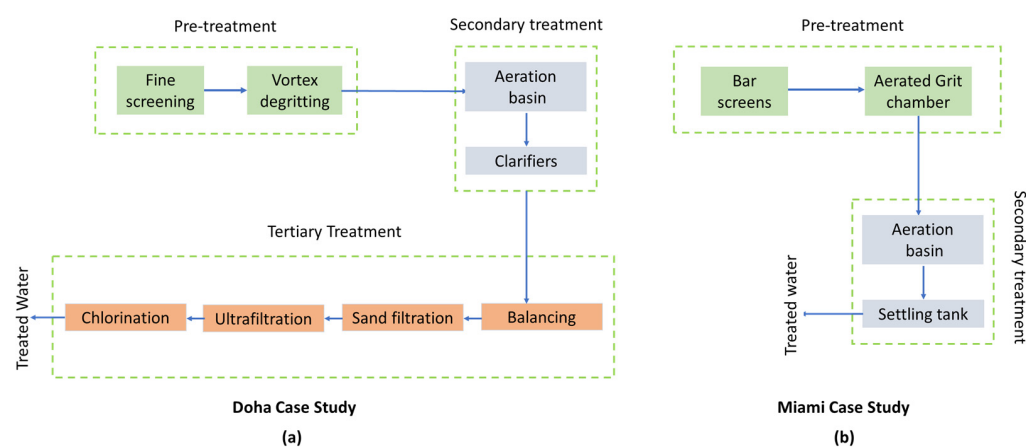 Pre-treatment
Fine
screening
Vortex
degritting
Secondary treatment
Aeration
basin
Clarifiers
Tertiary Treatment
Treated Water
Chlorination
Ultrafiltration
Sand filtration
Balancing
Doha Case Study
(a)
Pre-treatment
Bar
screens
Aerated Grit
chamber
Secondary treatment
Aeration
basin
Settling tank
Treated water
Miami Case Study
(b)